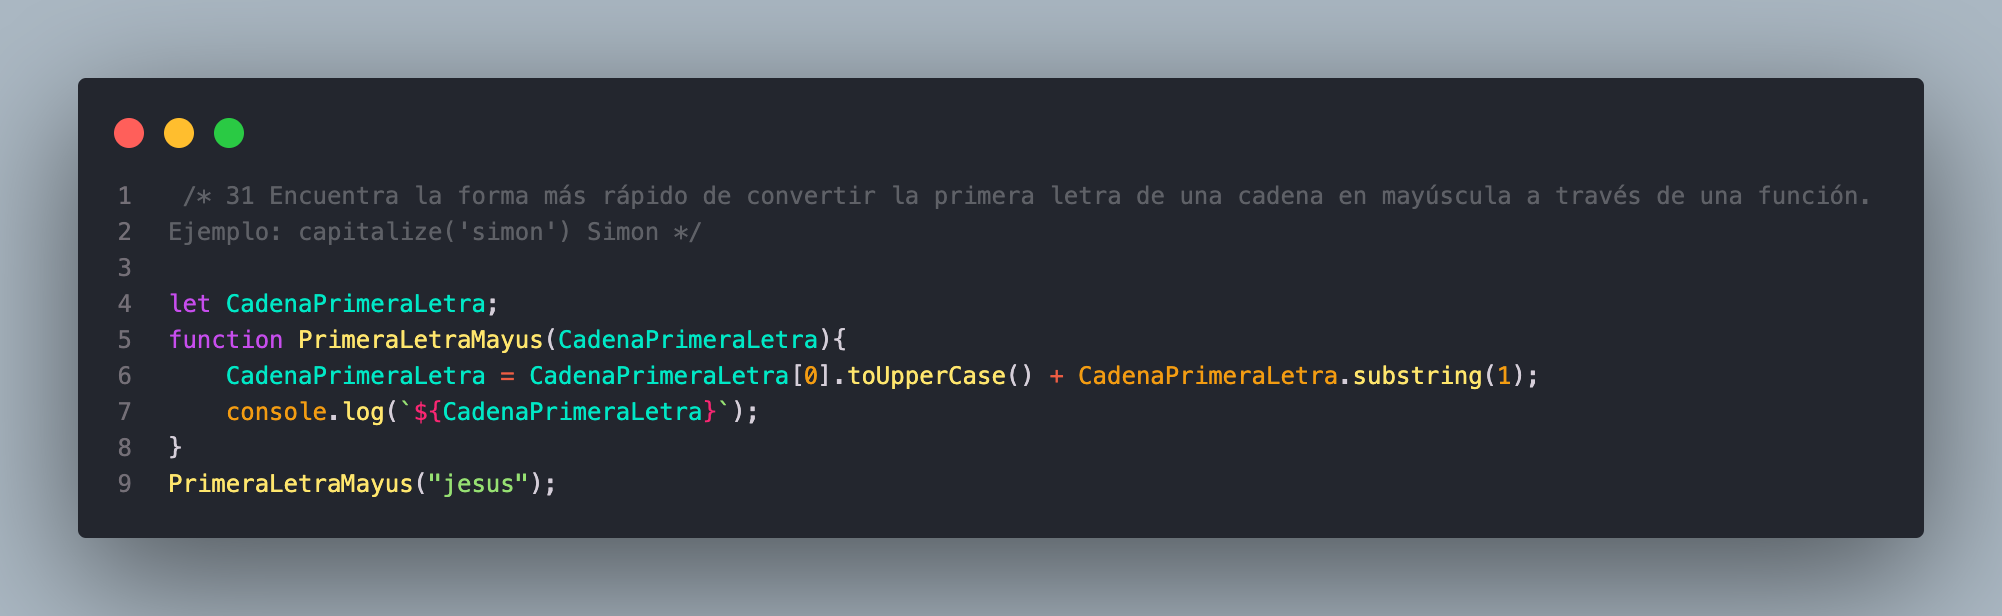 1 /* 31 Encuentra la forma más rápido de convertir la primera letra de una cadena en mayúscula a través de una función.
2 Ejemplo: capitalize('simon') Simon */
3
4 let CadenaPrimeraLetra;
5 function PrimeraLetraMayus(CadenaPrimeraLetra){
6     CadenaPrimeraLetra = CadenaPrimeraLetra[0].toUpperCase() + CadenaPrimeraLetra.substring(1);
7     console.log(`${CadenaPrimeraLetra}`);
8 }
9 PrimeraLetraMayus("jesus");